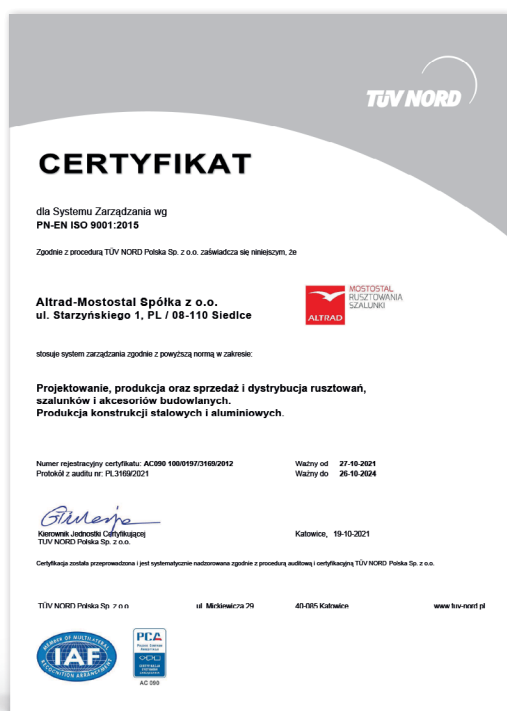 TÜV NORD
CERTYFIKAT
dla Systemu Zarządzania wg
PN-EN ISO 9001:2015
Zgodnie z procedurą TÜV NORD Polska Sp. z o.o. zaświadcza się niniejszym, że
Altrad-Mostostal Spółka z o.o.
ul. Starzyńskiego 1, PL / 08-110 Siedlce
MOSTOSTAL
RUSZTOWANIA
SZALUNKI
ALTRAD
stosuje system zarządzania zgodnie z powyższą normą w zakresie:
Projektowanie, produkcja oraz sprzedaż i dystrybucja rusztowań,
szalunków i akcesoriów budowlanych.
Produkcja konstrukcji stalowych i aluminiowych.
Numer rejestracyjny certyfikatu: AC090 100/0197/3169/2012 Ważny od 27-10-2021
Protokół z auditu nr: PL3169/2021 Ważny do 26-10-2024
Kierownik Jednostki Certyfikującej Katowice, 19-10-2021
TÜV NORD Polska Sp. z o.o.
Certyfikacja została przeprowadzona i jest systematycznie nadzorowana zgodnie z procedurą auditową i certyfikacyjną TÜV NORD Polska Sp. z o.o.
TÜV NORD Polska Sp. z o.o. ul. Mickiewicza 29 40-085 Katowice www.tuv-nord.pl
MEMBER OF MULTILATERAL
IAF
RECOGNITION ARRANGEMENT
PCA
AC 090